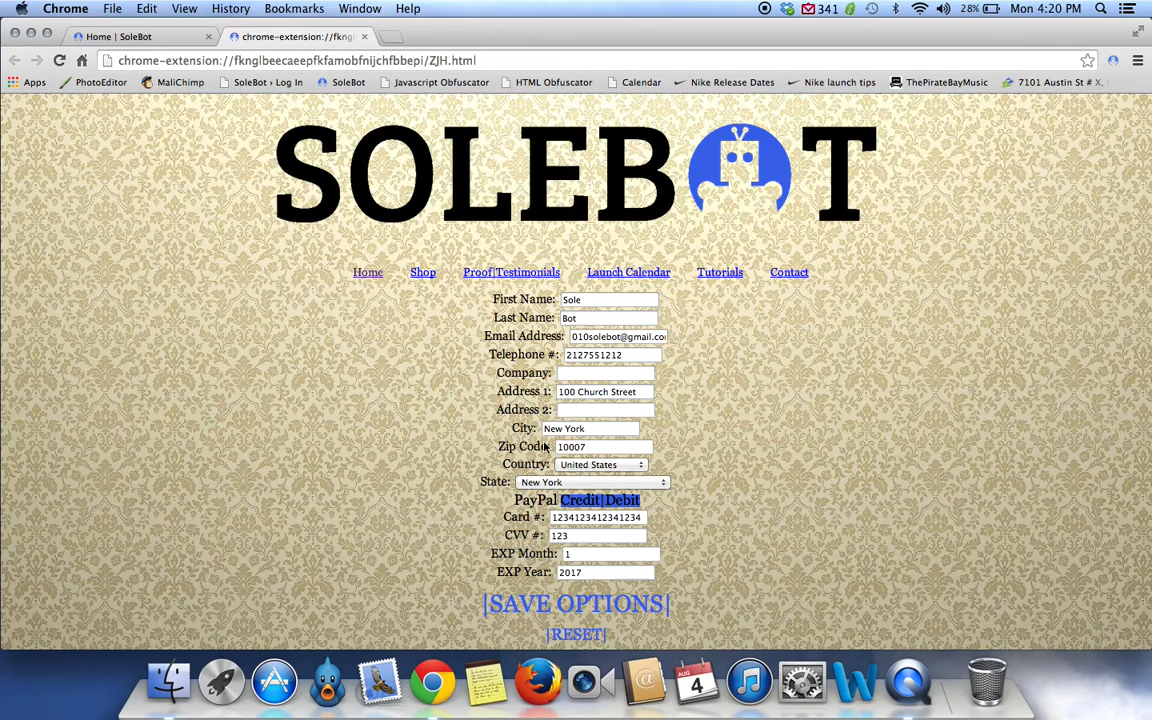 Chrome File Edit View History Bookmarks Window Help 341 28% Mon 4:20 PM
Home | SoleBot chrome-extension://fkngl
chrome-extension://fknglbeecaeepfkfamobfnijchfbbepi/ZJH.html
Apps PhotoEditor MaliChimp SoleBot › Log In SoleBot Javascript Obfuscator HTML Obfuscator Calendar Nike Release Dates Nike launch tips ThePirateBayMusic 7101 Austin St # X,
SOLEBOT
Home Shop Proof|Testimonials Launch Calendar Tutorials Contact
First Name: Sole
Last Name: Bot
Email Address: 010solebot@gmail.co
Telephone #: 2127551212
Company:
Address 1: 100 Church Street
Address 2:
City: New York
Zip Code: 10007
Country: United States
State: New York
PayPal Credit|Debit
Card #: 1234123412341234
CVV #: 123
EXP Month: 1
EXP Year: 2017
|SAVE OPTIONS|
|RESET|
AUG
4
W